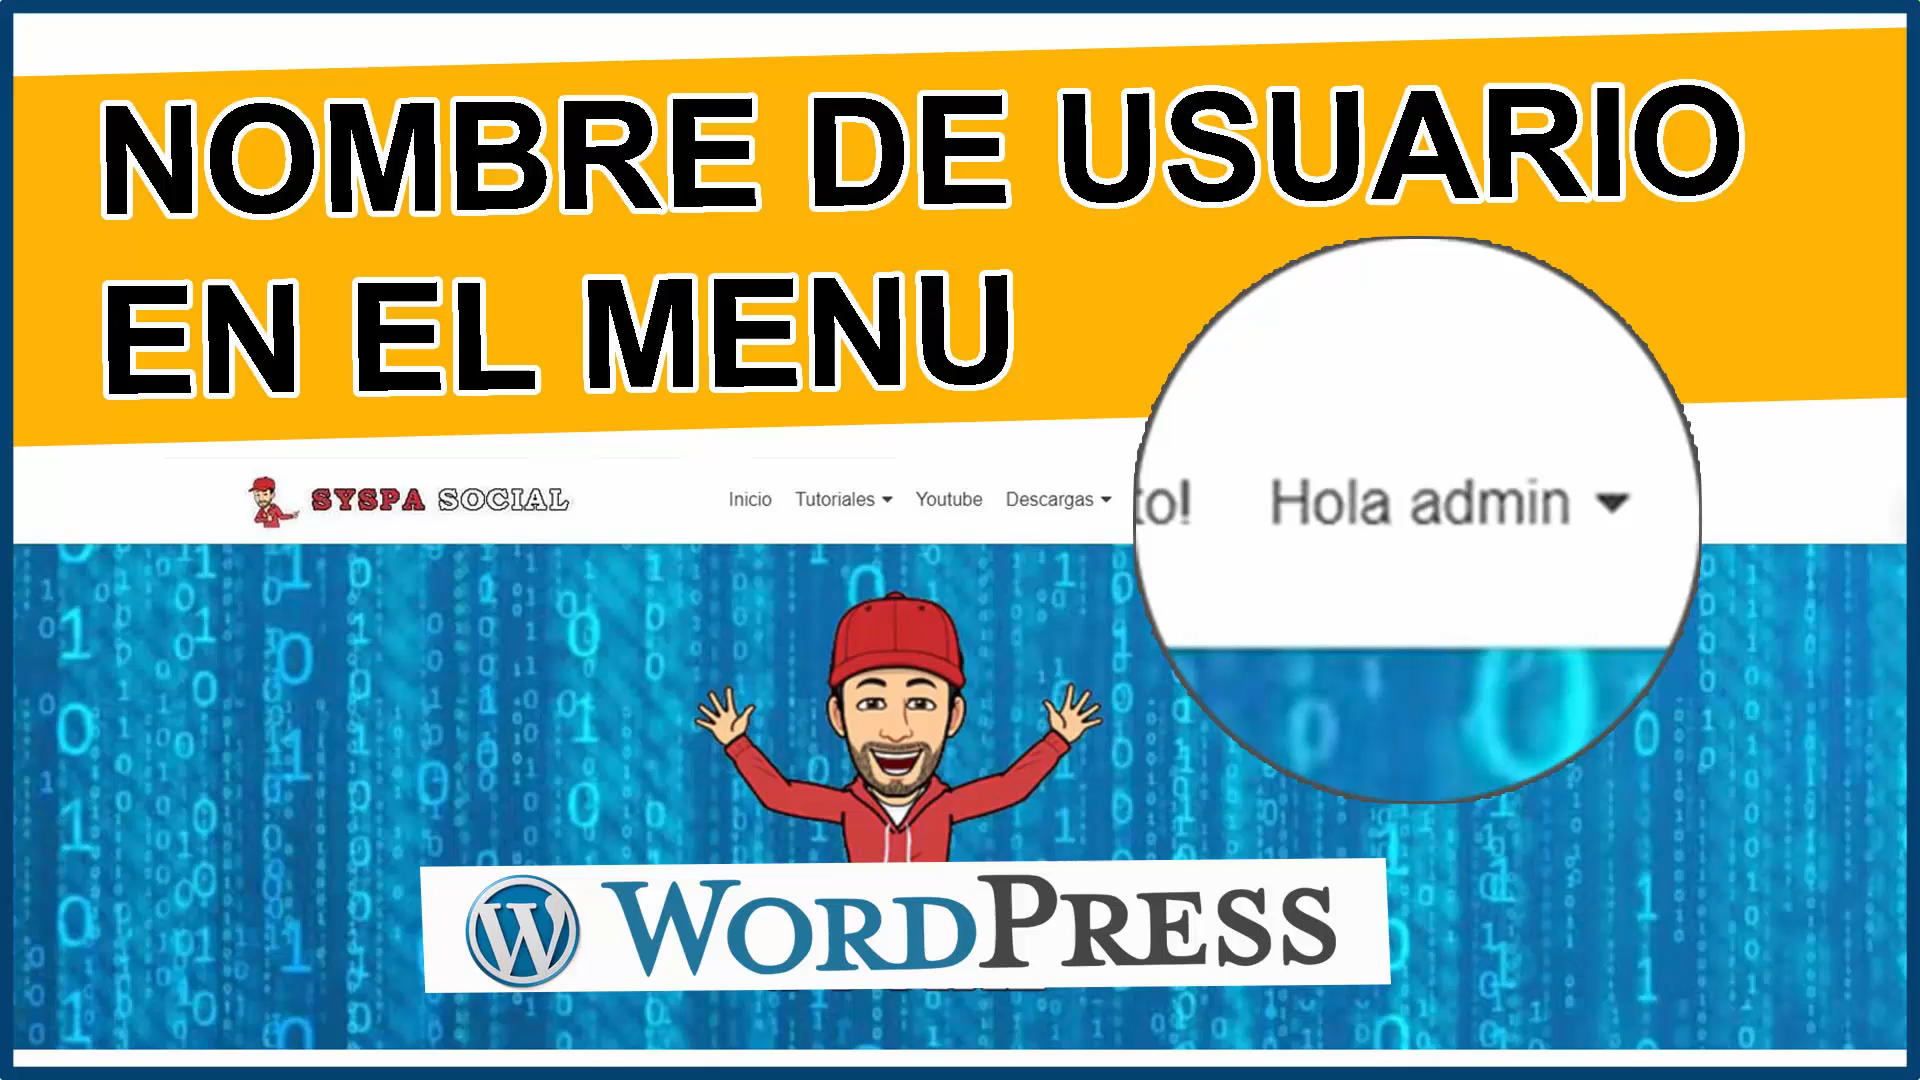 NOMBRE DE USUARIO
EN EL MENU
SYSPA SOCIAL
Inicio Tutoriales Youtube Descargas to! Hola admin
WORDPRESS